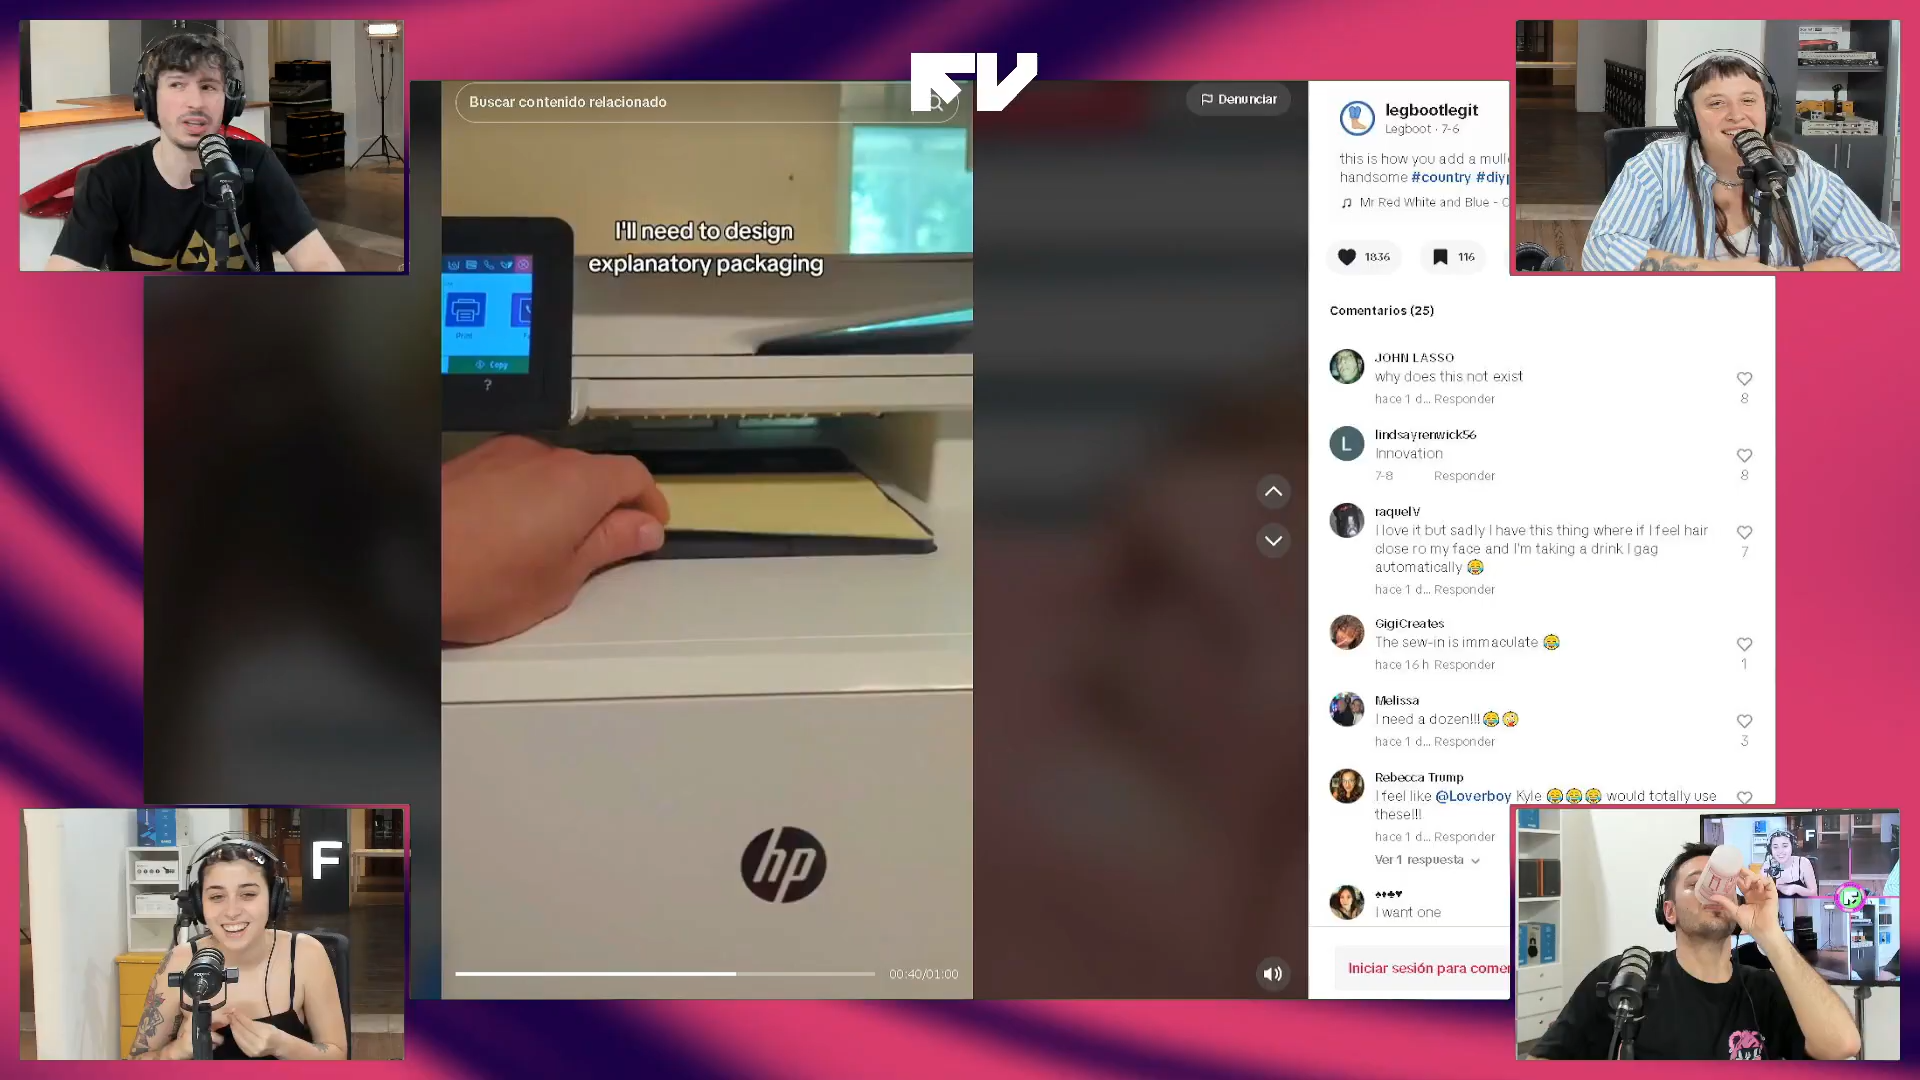 FV
Buscar contenido relacionado
Denunciar
I'll need to design
explanatory packaging
Print
Copy
?
hp
00:40/01:00
legbootlegit
Legboot · 7-6
this is how you add a mull
handsome #country #diyp
Mr Red White and Blue - C
1836
116
Comentarios (25)
JOHN LASSO
why does this not exist
hace 1 d... Responder
8
L
lindsayrenwick56
Innovation
7-8 Responder
8
raquelV
I love it but sadly I have this thing where if I feel hair
close ro my face and I'm taking a drink I gag
automatically 😂
hace 1 d... Responder
7
GigiCreates
The sew-in is immaculate 😂
hace 16 h Responder
1
Melissa
I need a dozen!!!😂🤪
hace 1 d... Responder
3
Rebecca Trump
I feel like @Loverboy Kyle 😂😂😂 would totally use
these!!!
hace 1 d... Responder
Ver 1 respuesta
♠♦♣♥
I want one
Iniciar sesión para comer
F
F